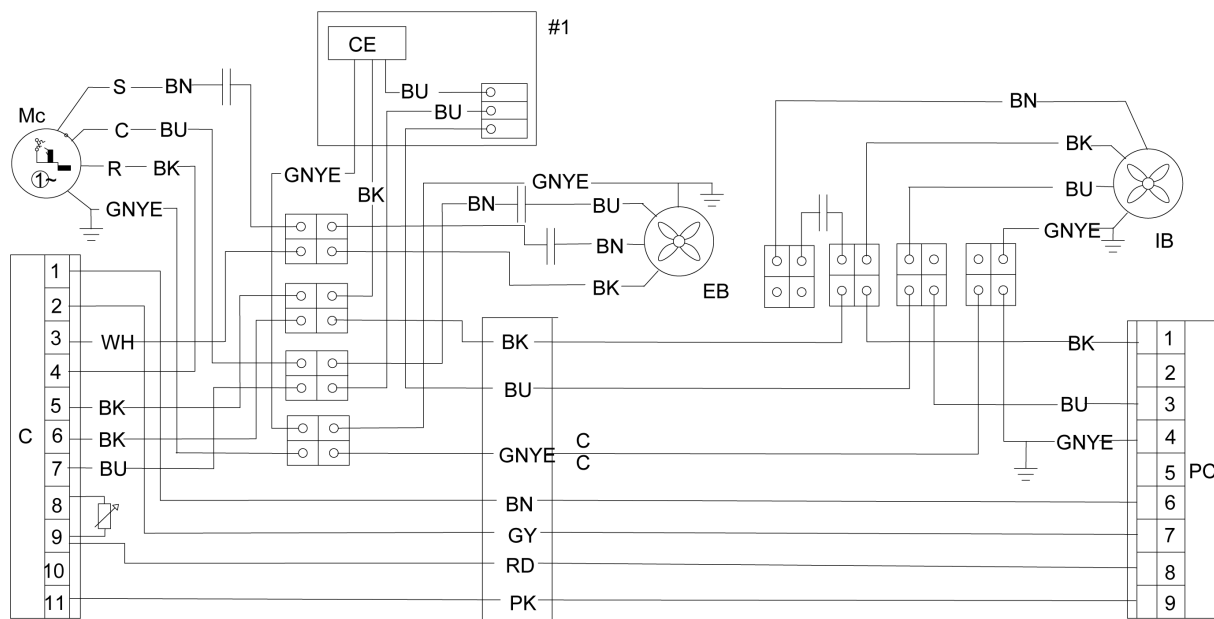 #1
CE
S BN
BU
BU
BN
Mc
C BU
BK
R BK
GNYE
GNYE
BK
BU
GNYE
BN
BU
GNYE
IB
BN
BK
EB
C
1
2
3 WH
4
5 BK
6 BK
7 BU
8
9
10
11
BK
BU
GNYE
C
C
BN
GY
RD
PK
BK
BU
GNYE
1
2
3
4
5
6
7
8
9
PC